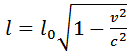 l = l₀√(1 − v²/c²)